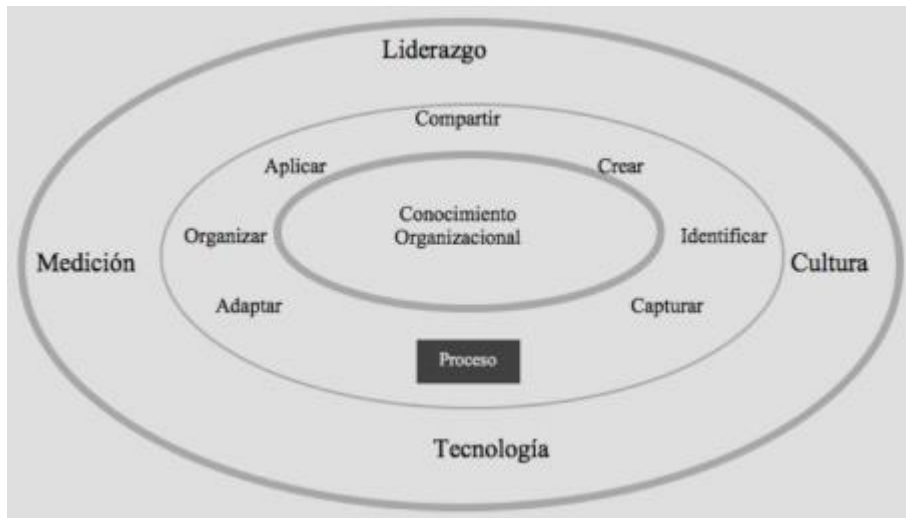 Liderazgo
Compartir
Aplicar
Crear
Conocimiento
Organizacional
Organizar
Identificar
Medición
Cultura
Adaptar
Capturar
Proceso
Tecnología